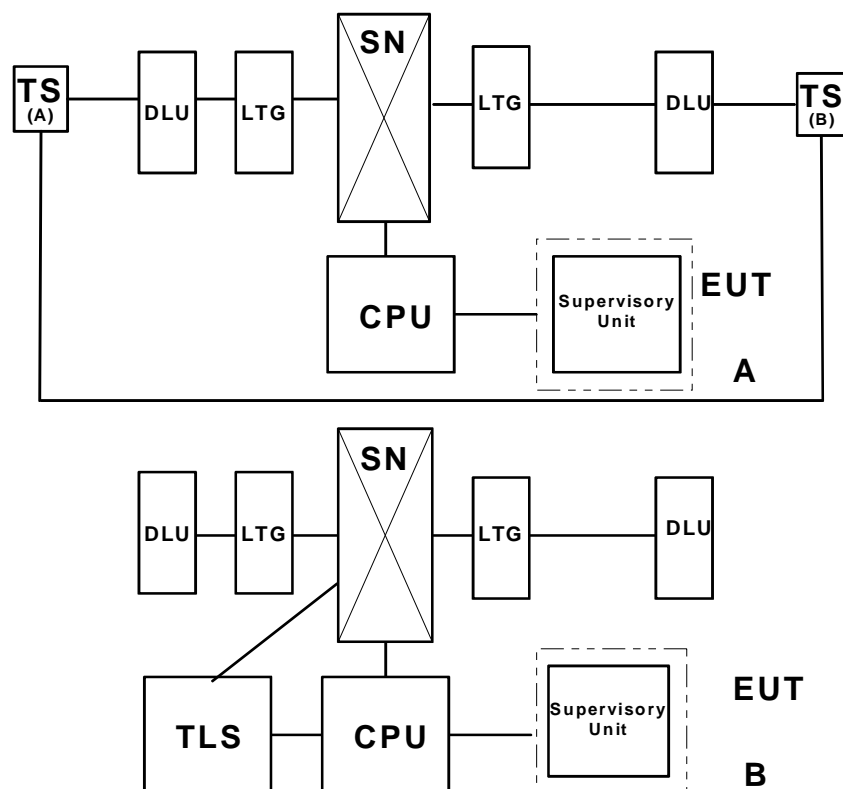 SN
TS
(A)
DLU
LTG
LTG
DLU
TS
(B)
CPU
Supervisory
Unit
EUT
A
SN
DLU
LTG
LTG
DLU
TLS
CPU
Supervisory
Unit
EUT
B